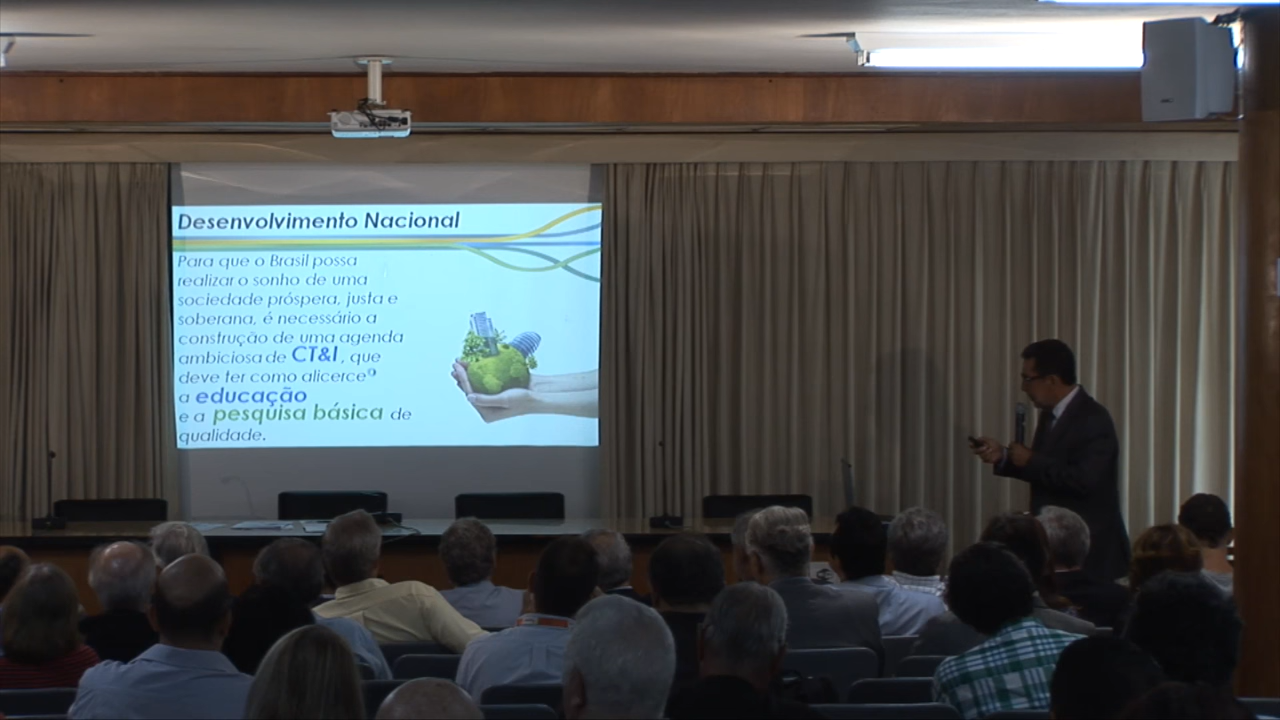 Desenvolvimento Nacional
Para que o Brasil possa
realizar o sonho de uma
sociedade próspera, justa e
soberana, é necessário a
construção de uma agenda
ambiciosa de CT&I , que
deve ter como alicerce
a educação
e a pesquisa básica de
qualidade.